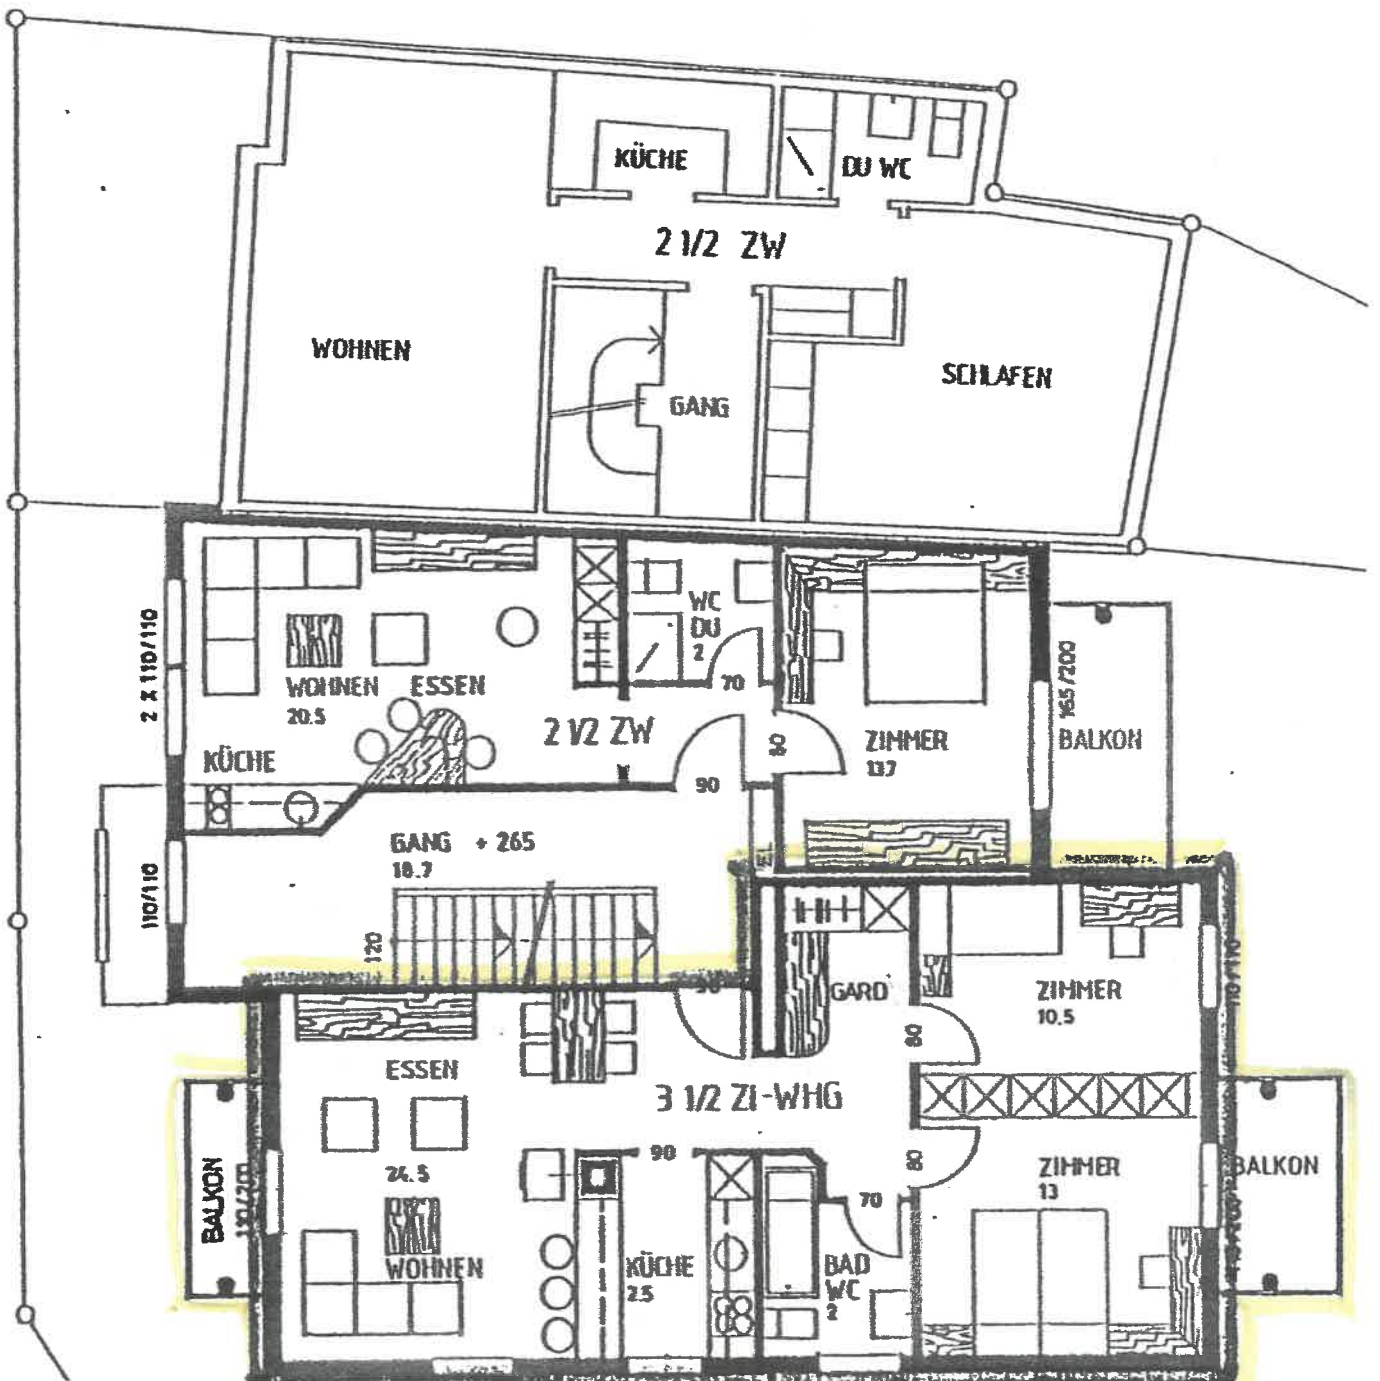 KÜCHE
DU WC
2 1/2 ZW
WOHNEN
SCHLAFEN
GANG
2 X 110/110
WC
DU
2
70
WOHNEN ESSEN
20.5
2 1/2 ZW
KÜCHE
80
ZIMMER
13.7
165/200
BALKON
90
GANG + 265
18.7
110/110
120
90
GARD
ZIMMER
10.5
110/110
80
ESSEN
3 1/2 ZI-WHG
24.5
WOHNEN
BALKON
90
KÜCHE
2.5
70
BAD
WC
2
80
ZIMMER
13
BALKON